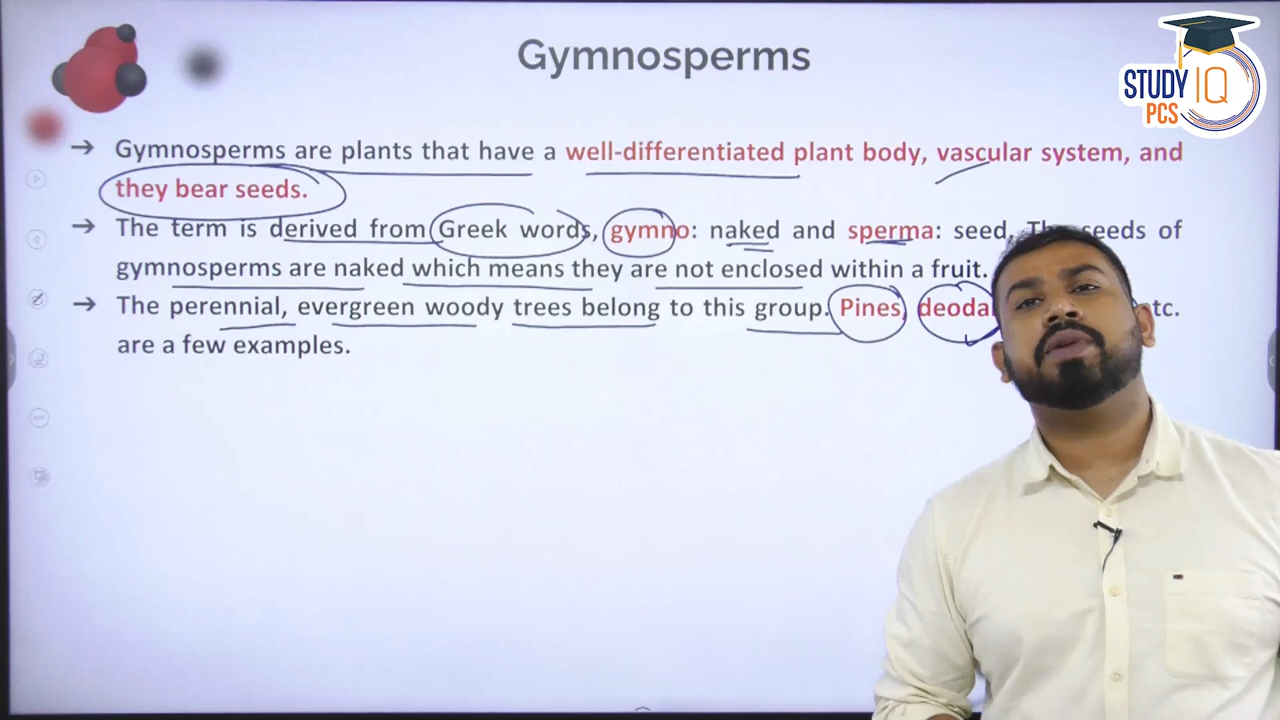 Gymnosperms
STUDY IQ
PCS
→ Gymnosperms are plants that have a well-differentiated plant body, vascular system, and
they bear seeds.
→ The term is derived from Greek words, gymno: naked and sperma: seed. The seeds of
gymnosperms are naked which means they are not enclosed within a fruit.
→ The perennial, evergreen woody trees belong to this group. Pines, etc.
are a few examples.